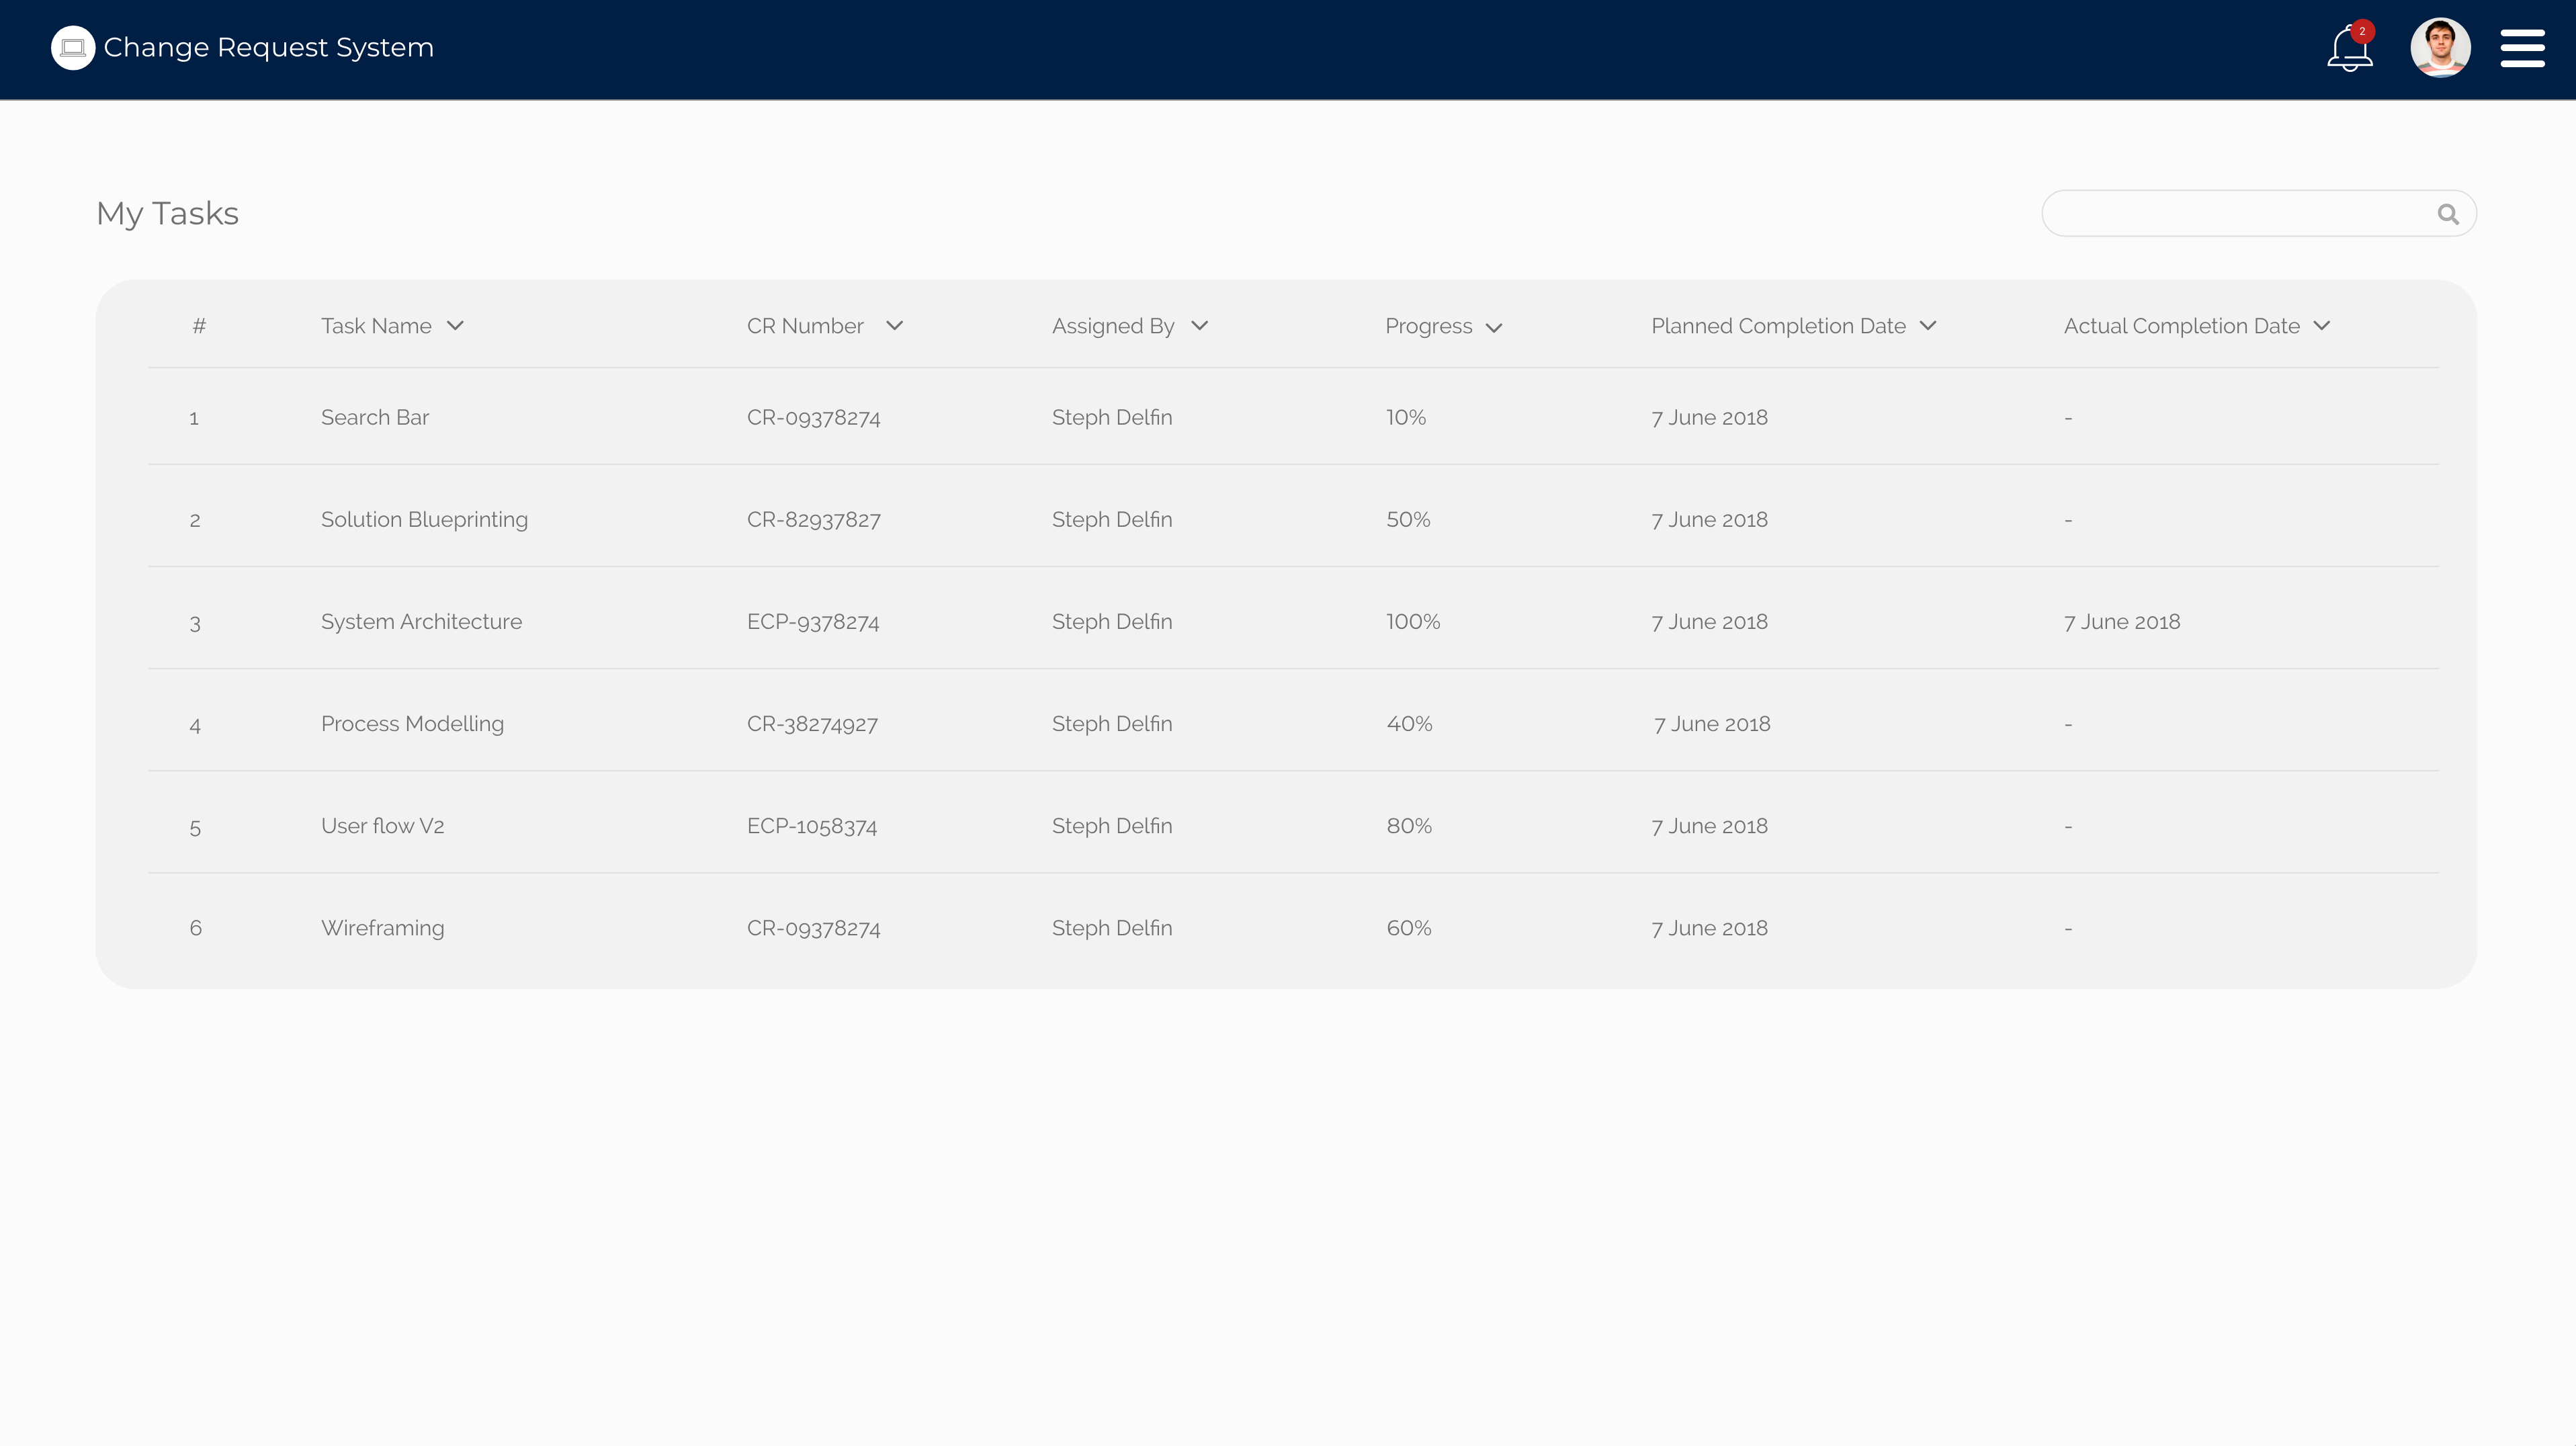 Change Request System
2
My Tasks
# Task Name CR Number Assigned By Progress Planned Completion Date Actual Completion Date
1 Search Bar CR-09378274 Steph Delfin 10% 7 June 2018 -
2 Solution Blueprinting CR-82937827 Steph Delfin 50% 7 June 2018 -
3 System Architecture ECP-9378274 Steph Delfin 100% 7 June 2018 7 June 2018
4 Process Modelling CR-38274927 Steph Delfin 40% 7 June 2018 -
5 User flow V2 ECP-1058374 Steph Delfin 80% 7 June 2018 -
6 Wireframing CR-09378274 Steph Delfin 60% 7 June 2018 -